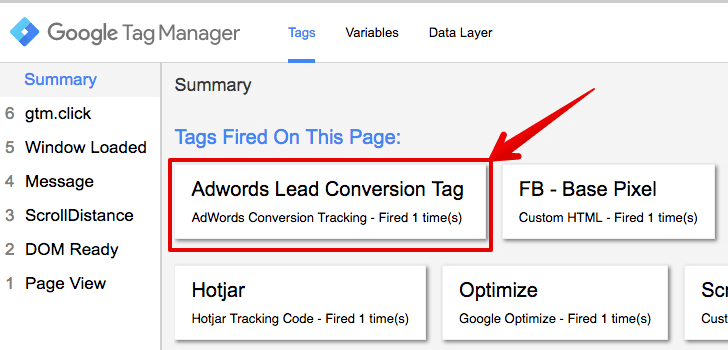 Google Tag Manager
Tags
Variables
Data Layer
Summary
6 gtm.click
5 Window Loaded
4 Message
3 ScrollDistance
2 DOM Ready
1 Page View
Summary
Tags Fired On This Page:
Adwords Lead Conversion Tag
AdWords Conversion Tracking - Fired 1 time(s)
FB - Base Pixel
Custom HTML - Fired 1 time(s)
Hotjar
Hotjar Tracking Code - Fired 1 time(s)
Optimize
Google Optimize - Fired 1 time(s)
Scr
Cust